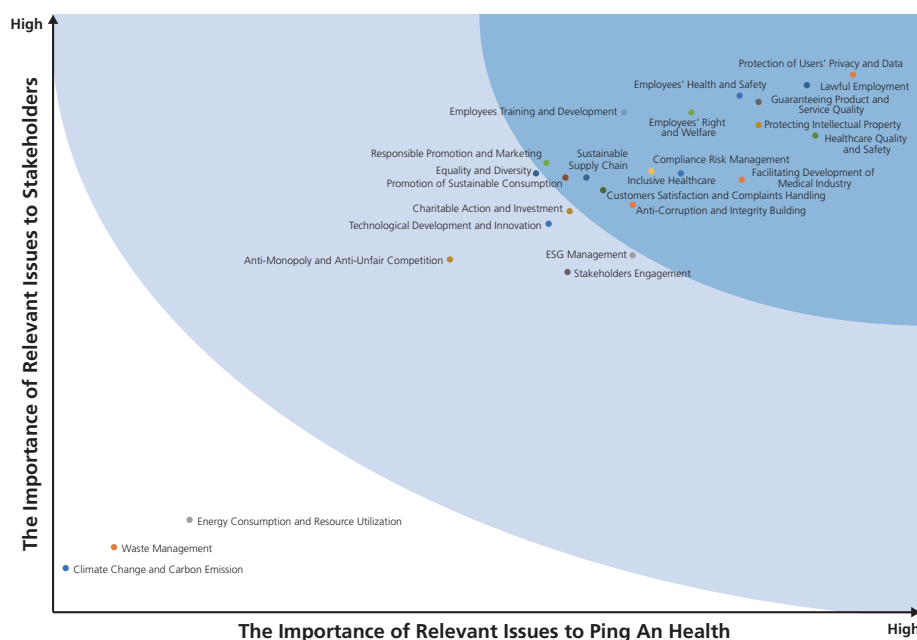 High
The Importance of Relevant Issues to Stakeholders
Protection of Users' Privacy and Data
Employees' Health and Safety
Lawful Employment
Guaranteeing Product and
Service Quality
Employees Training and Development
Employees' Right
and Welfare
Protecting Intellectual Property
Healthcare Quality
and Safety
Responsible Promotion and Marketing
Sustainable
Supply Chain
Compliance Risk Management
Equality and Diversity
Promotion of Sustainable Consumption
Inclusive Healthcare
Facilitating Development of
Medical Industry
Customers Satisfaction and Complaints Handling
Charitable Action and Investment
Anti-Corruption and Integrity Building
Technological Development and Innovation
Anti-Monopoly and Anti-Unfair Competition
ESG Management
Stakeholders Engagement
Energy Consumption and Resource Utilization
Waste Management
Climate Change and Carbon Emission
The Importance of Relevant Issues to Ping An Health
High